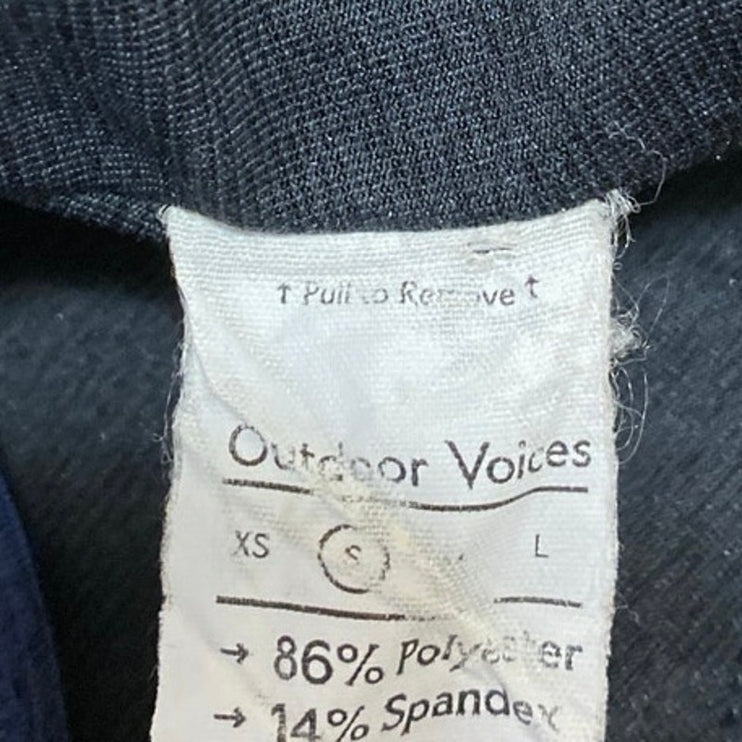 ↑ Pull to Remove ↑
Outdoor Voices
XS S L
→ 86% Polyester
→ 14% Spandex